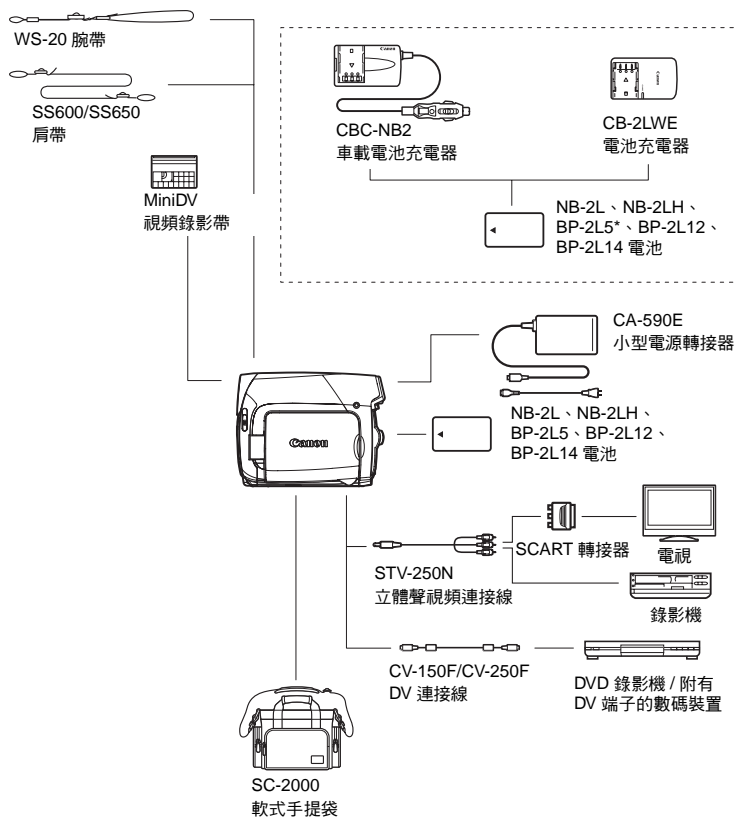 WS-20 腕帶
SS600/SS650
肩帶
MiniDV
視頻錄影帶
Canon
CBC-NB2
車載電池充電器
Canon
CB-2LWE
電池充電器
NB-2L、NB-2LH、
BP-2L5*、BP-2L12、
BP-2L14 電池
CA-590E
小型電源轉接器
Canon
NB-2L、NB-2LH、
BP-2L5、BP-2L12、
BP-2L14 電池
STV-250N
立體聲視頻連接線
SCART 轉接器
電視
錄影機
CV-150F/CV-250F
DV 連接線
DVD 錄影機 / 附有
DV 端子的數碼裝置
SC-2000
軟式手提袋